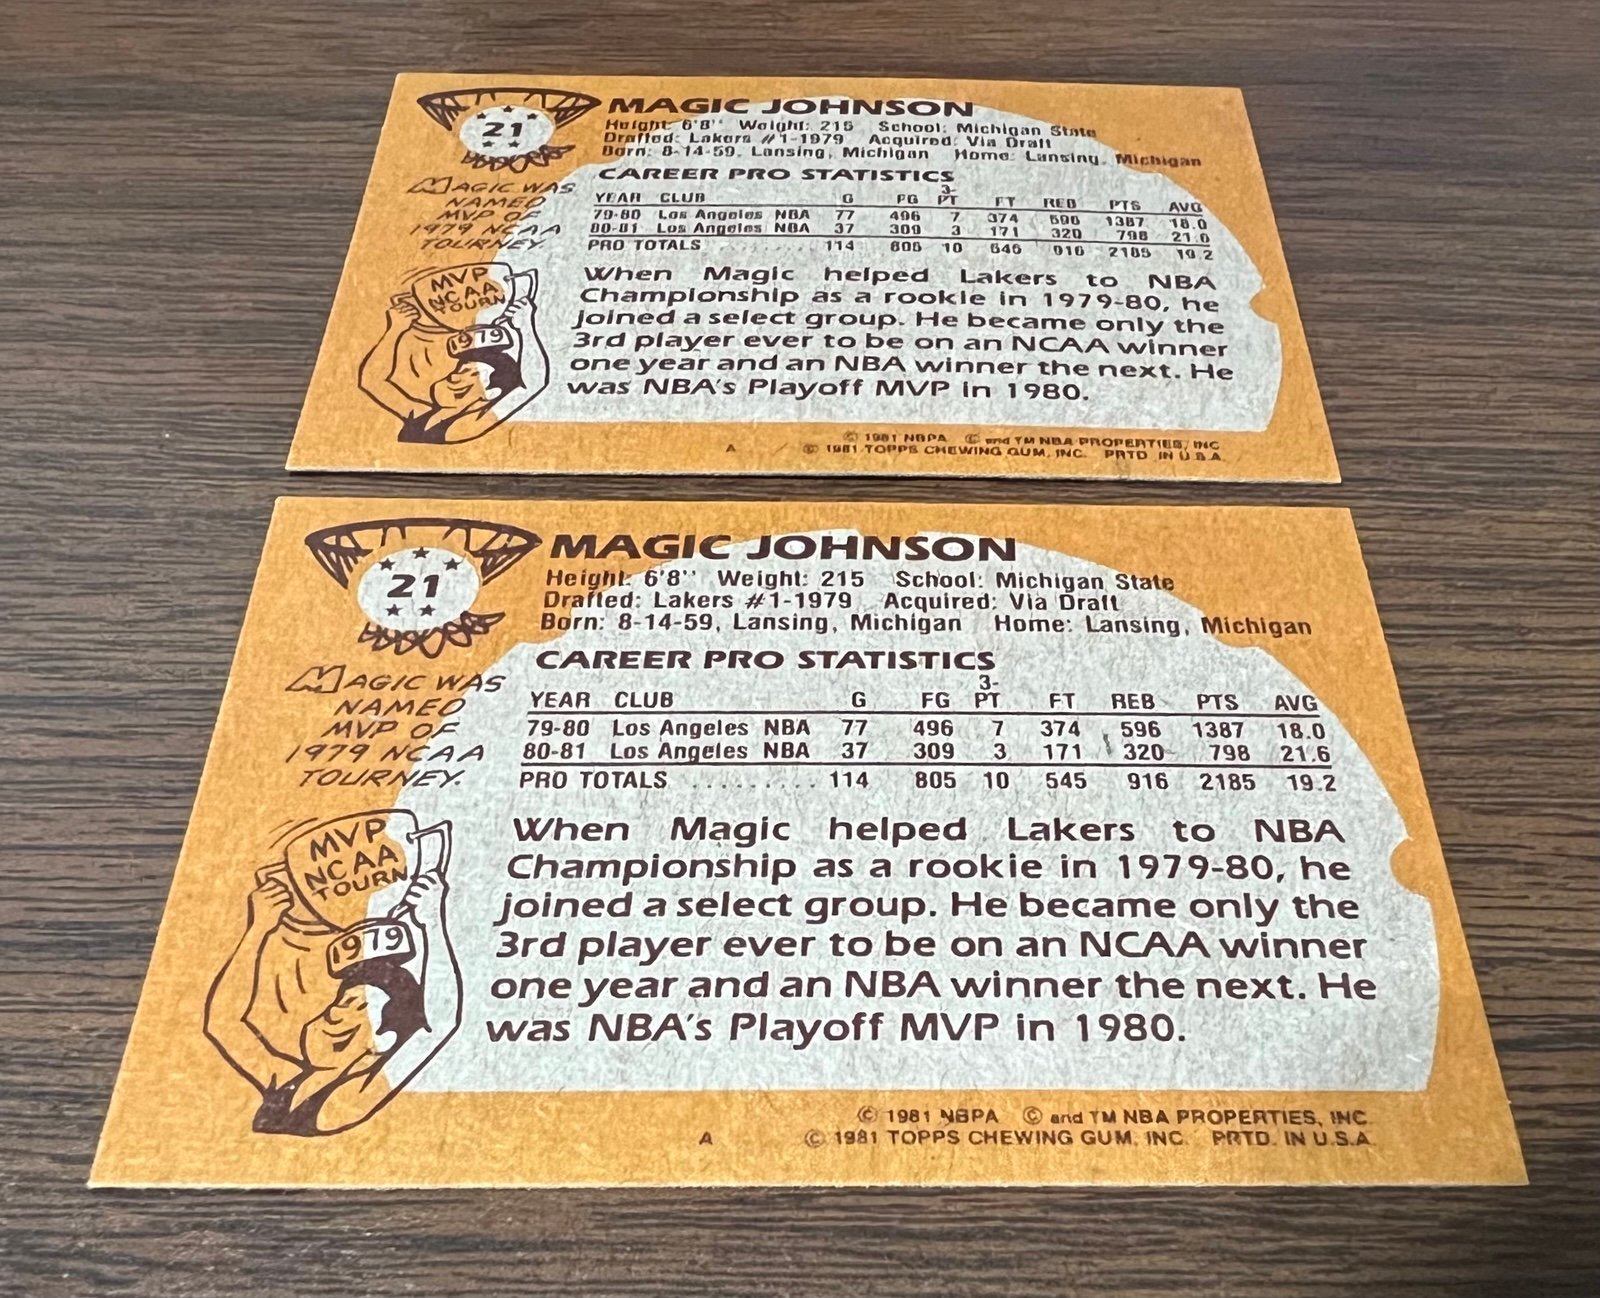 21
MAGIC JOHNSON
Height: 6'8'' Weight: 215 School: Michigan State
Drafted: Lakers #1-1979 Acquired: Via Draft
Born: 8-14-59, Lansing, Michigan Home: Lansing, Michigan
CAREER PRO STATISTICS
YEAR CLUB G FG 3-PT FT REB PTS AVG
79-80 Los Angeles NBA 77 496 7 374 596 1387 18.0
80-81 Los Angeles NBA 37 309 3 171 320 798 21.6
PRO TOTALS .......... 114 805 10 545 916 2185 19.2
MAGIC WAS
NAMED
MVP OF
1979 NCAA
TOURNEY.
MVP
NCAA
TOURN
1979
When Magic helped Lakers to NBA
Championship as a rookie in 1979-80, he
joined a select group. He became only the
3rd player ever to be on an NCAA winner
one year and an NBA winner the next. He
was NBA's Playoff MVP in 1980.
© 1981 NBPA © and TM NBA PROPERTIES, INC
A © 1981 TOPPS CHEWING GUM, INC. PRTD. IN U.S.A.
21
MAGIC JOHNSON
Height: 6'8'' Weight: 215 School: Michigan State
Drafted: Lakers #1-1979 Acquired: Via Draft
Born: 8-14-59, Lansing, Michigan Home: Lansing, Michigan
CAREER PRO STATISTICS
YEAR CLUB G FG 3-PT FT REB PTS AVG
79-80 Los Angeles NBA 77 496 7 374 596 1387 18.0
80-81 Los Angeles NBA 37 309 3 171 320 798 21.6
PRO TOTALS .......... 114 805 10 545 916 2185 19.2
MAGIC WAS
NAMED
MVP OF
1979 NCAA
TOURNEY.
MVP
NCAA
TOURN
1979
When Magic helped Lakers to NBA
Championship as a rookie in 1979-80, he
joined a select group. He became only the
3rd player ever to be on an NCAA winner
one year and an NBA winner the next. He
was NBA's Playoff MVP in 1980.
© 1981 NBPA © and TM NBA PROPERTIES, INC.
A © 1981 TOPPS CHEWING GUM, INC. PRTD. IN U.S.A.